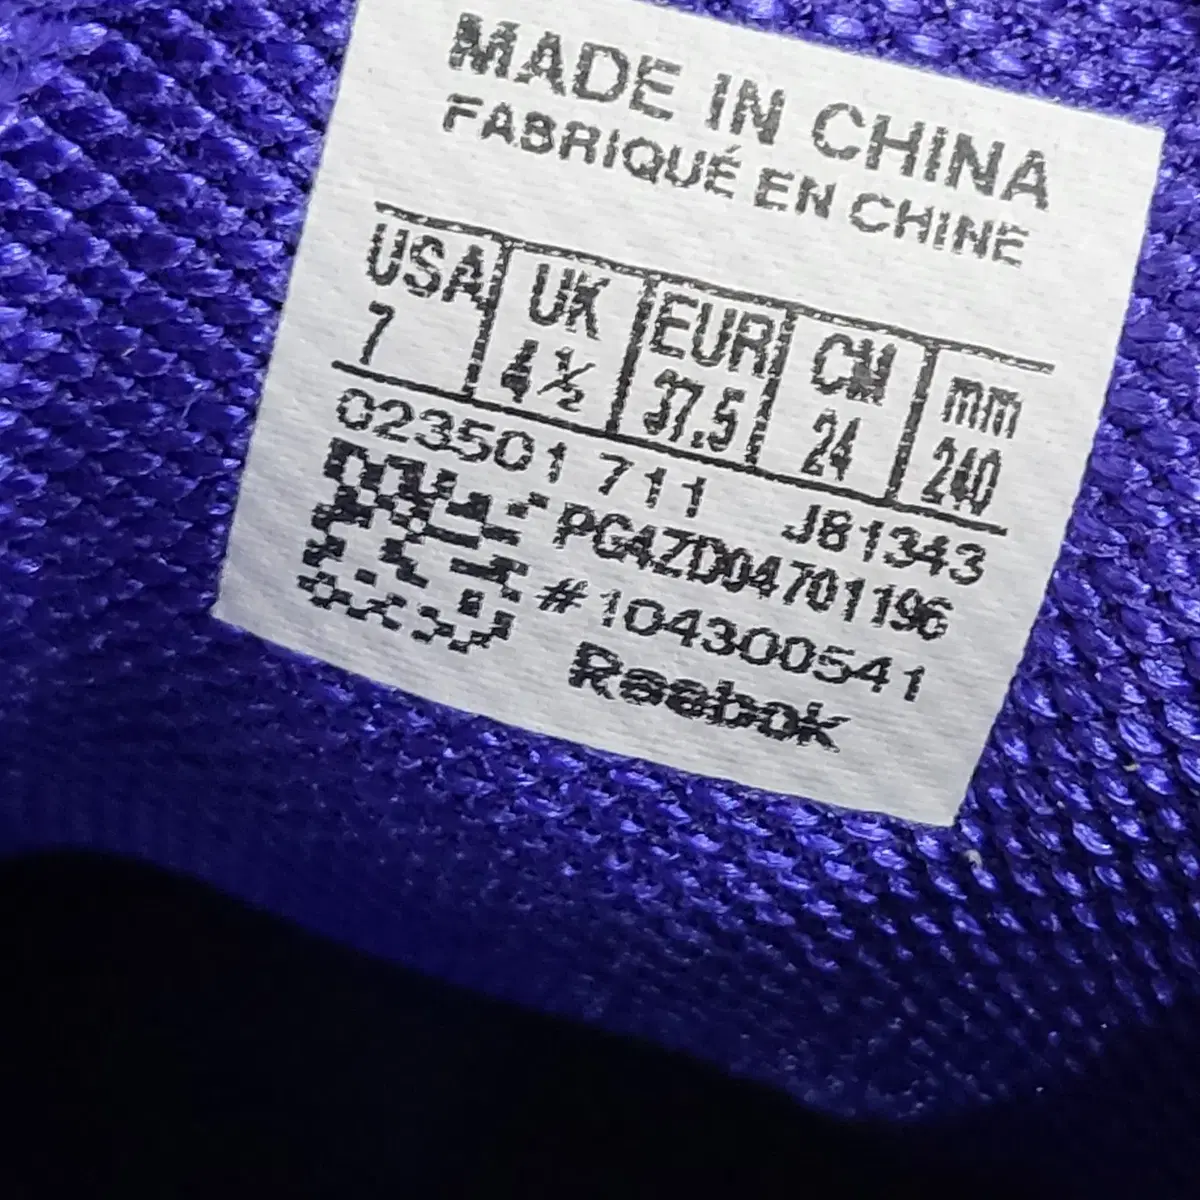 MADE IN CHINA
FABRIQUÉ EN CHINE
USA UK EUR CM mm
7 4½ 37.5 24 240
023501 711 J81343
PG4ZD04701196
#104300541
Reebok